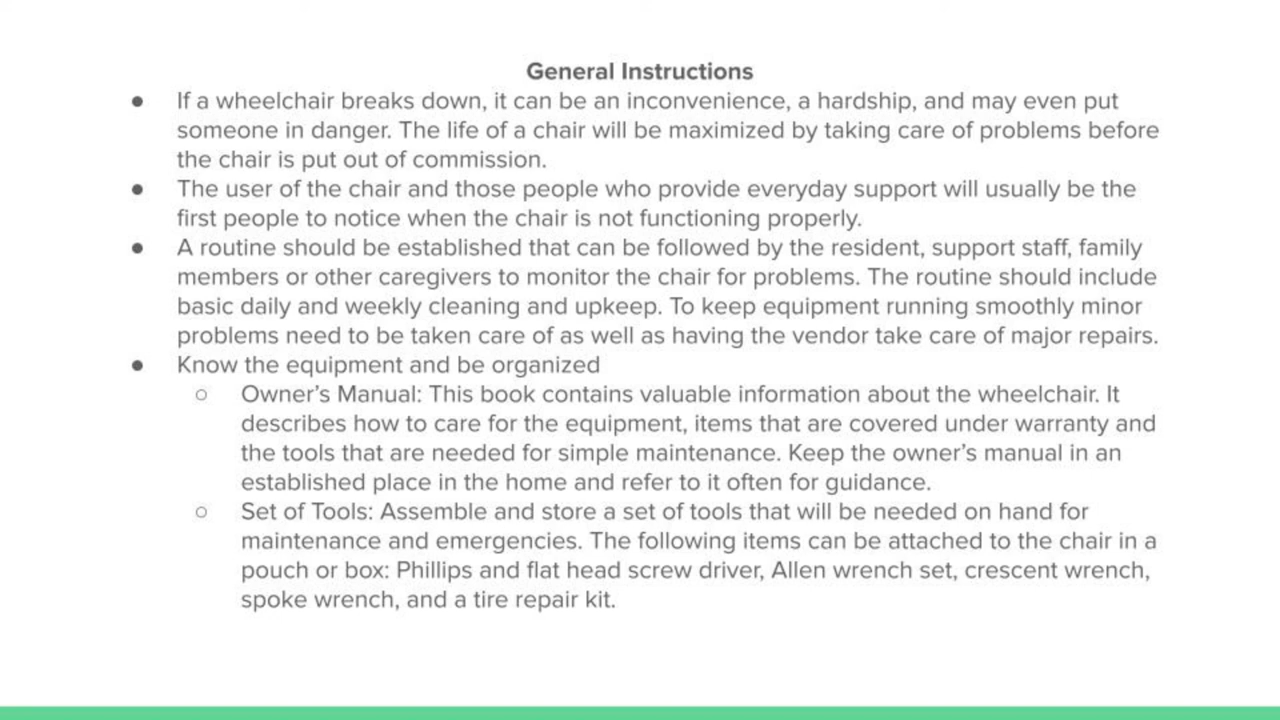 General Instructions
● If a wheelchair breaks down, it can be an inconvenience, a hardship, and may even put
someone in danger. The life of a chair will be maximized by taking care of problems before
the chair is put out of commission.
● The user of the chair and those people who provide everyday support will usually be the
first people to notice when the chair is not functioning properly.
● A routine should be established that can be followed by the resident, support staff, family
members or other caregivers to monitor the chair for problems. The routine should include
basic daily and weekly cleaning and upkeep. To keep equipment running smoothly minor
problems need to be taken care of as well as having the vendor take care of major repairs.
● Know the equipment and be organized
○ Owner’s Manual: This book contains valuable information about the wheelchair. It
describes how to care for the equipment, items that are covered under warranty and
the tools that are needed for simple maintenance. Keep the owner’s manual in an
established place in the home and refer to it often for guidance.
○ Set of Tools: Assemble and store a set of tools that will be needed on hand for
maintenance and emergencies. The following items can be attached to the chair in a
pouch or box: Phillips and flat head screw driver, Allen wrench set, crescent wrench,
spoke wrench, and a tire repair kit.